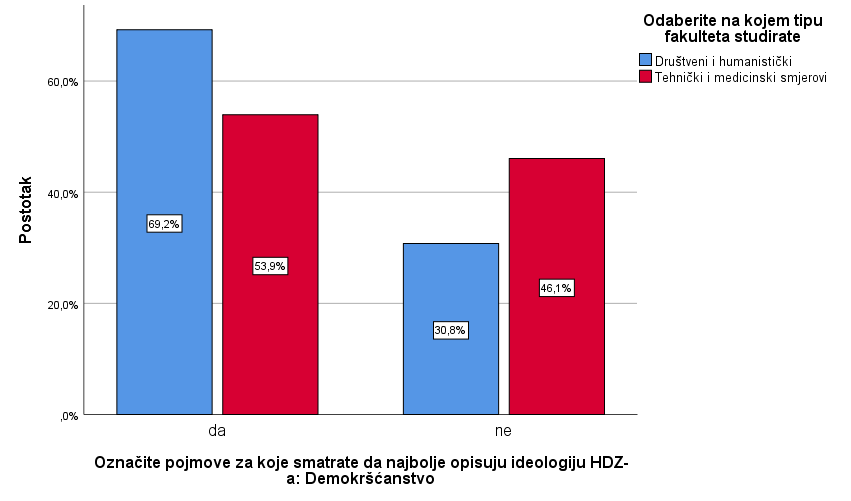 Odaberite na kojem tipu
fakulteta studirate
Društveni i humanistički
Tehnički i medicinski smjerovi
Postotak
60,0%
40,0%
20,0%
,0%
69,2%
53,9%
30,8%
46,1%
da
ne
Označite pojmove za koje smatrate da najbolje opisuju ideologiju HDZ-
a: Demokršćanstvo